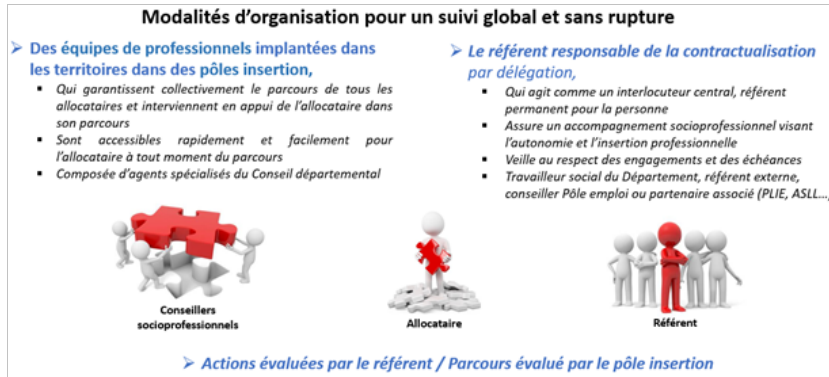 Modalités d'organisation pour un suivi global et sans rupture
➤ Des équipes de professionnels implantées dans
les territoires dans des pôles insertion,
▪ Qui garantissent collectivement le parcours de tous les
allocataires et interviennent en appui de l'allocataire dans
son parcours
▪ Sont accessibles rapidement et facilement pour
l'allocataire à tout moment du parcours
▪ Composée d'agents spécialisés du Conseil départemental
➤ Le référent responsable de la contractualisation
par délégation,
▪ Qui agit comme un interlocuteur central, référent
permanent pour la personne
▪ Assure un accompagnement socioprofessionnel visant
l'autonomie et l'insertion professionnelle
▪ Veille au respect des engagements et des échéances
▪ Travailleur social du Département, référent externe,
conseiller Pôle emploi ou partenaire associé (PLIE, ASLL...)
Conseillers
socioprofessionnels
Allocataire
Référent
➤ Actions évaluées par le référent / Parcours évalué par le pôle insertion